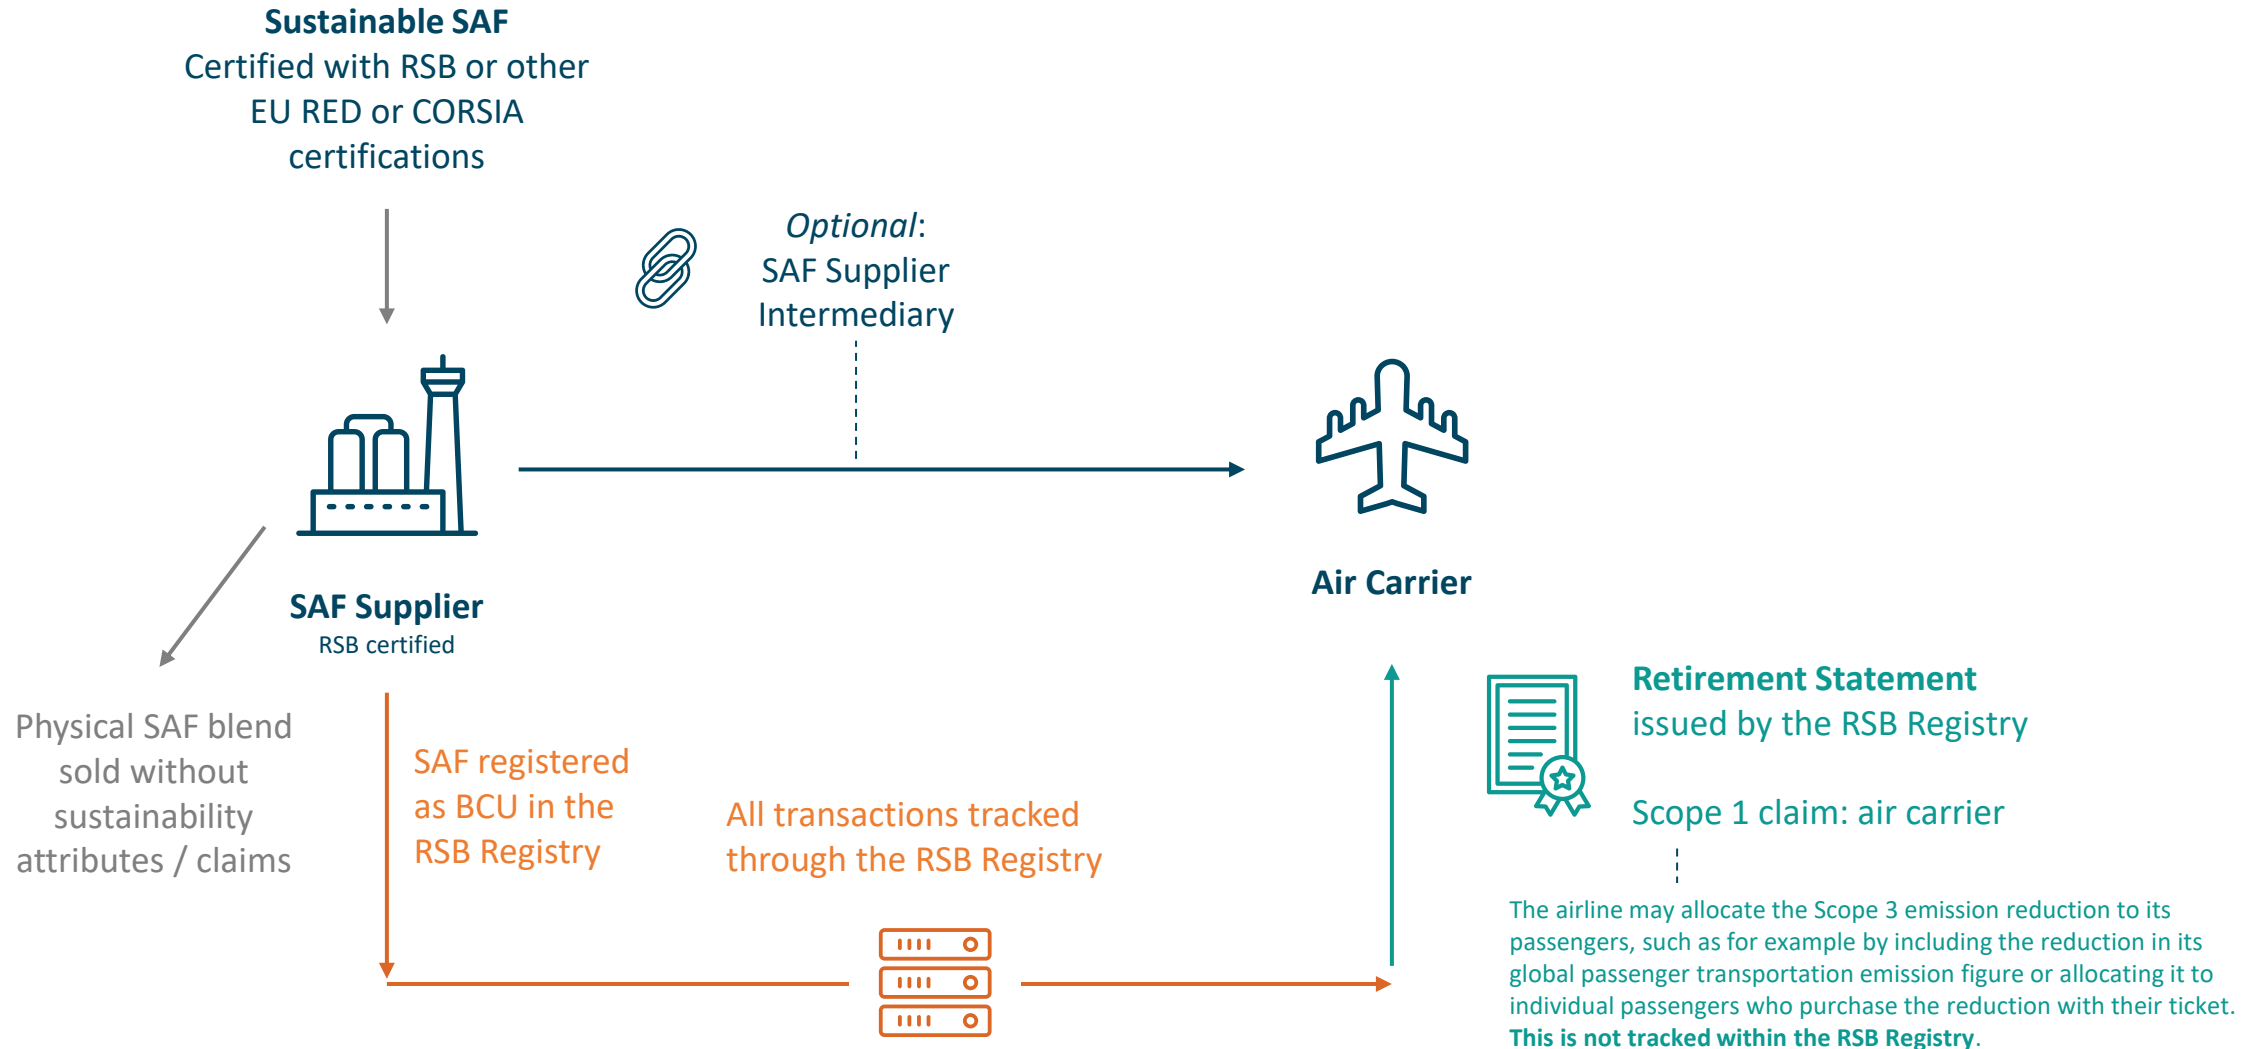 Sustainable SAF
Certified with RSB or other
EU RED or CORSIA
certifications
Optional:
SAF Supplier
Intermediary
SAF Supplier
RSB certified
Air Carrier
Physical SAF blend
sold without
sustainability
attributes / claims
SAF registered
as BCU in the
RSB Registry
All transactions tracked
through the RSB Registry
Retirement Statement
issued by the RSB Registry
Scope 1 claim: air carrier
The airline may allocate the Scope 3 emission reduction to its
passengers, such as for example by including the reduction in its
global passenger transportation emission figure or allocating it to
individual passengers who purchase the reduction with their ticket.
This is not tracked within the RSB Registry.